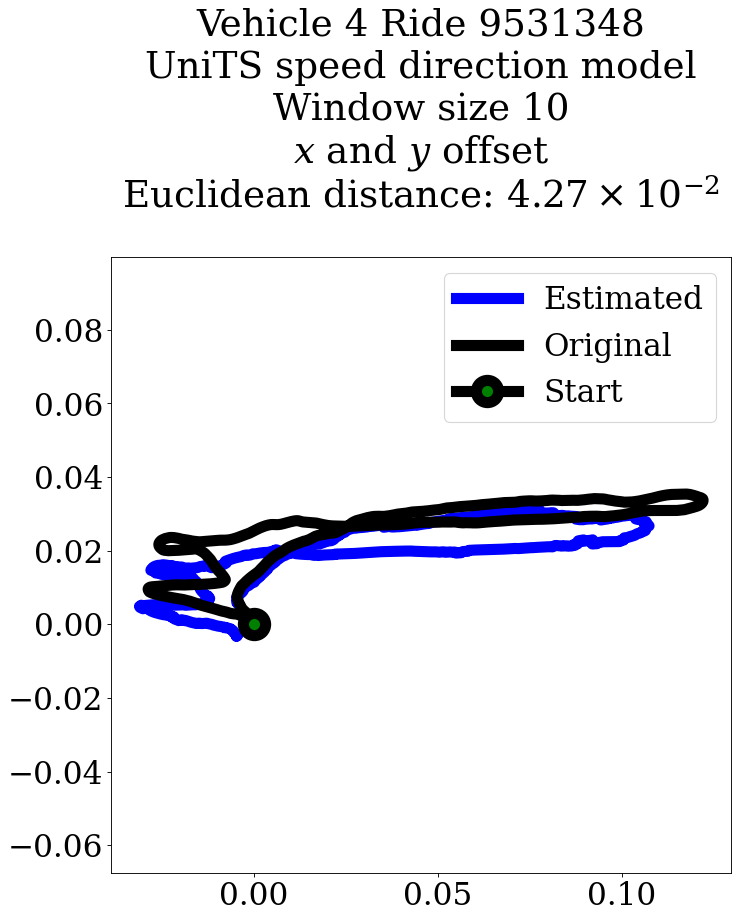 Vehicle 4 Ride 9531348
UniTS speed direction model
Window size 10
x and y offset
Euclidean distance: 4.27 × 10⁻²
Estimated
Original
Start
0.08
0.06
0.04
0.02
0.00
−0.02
−0.04
−0.06
0.00 0.05 0.10